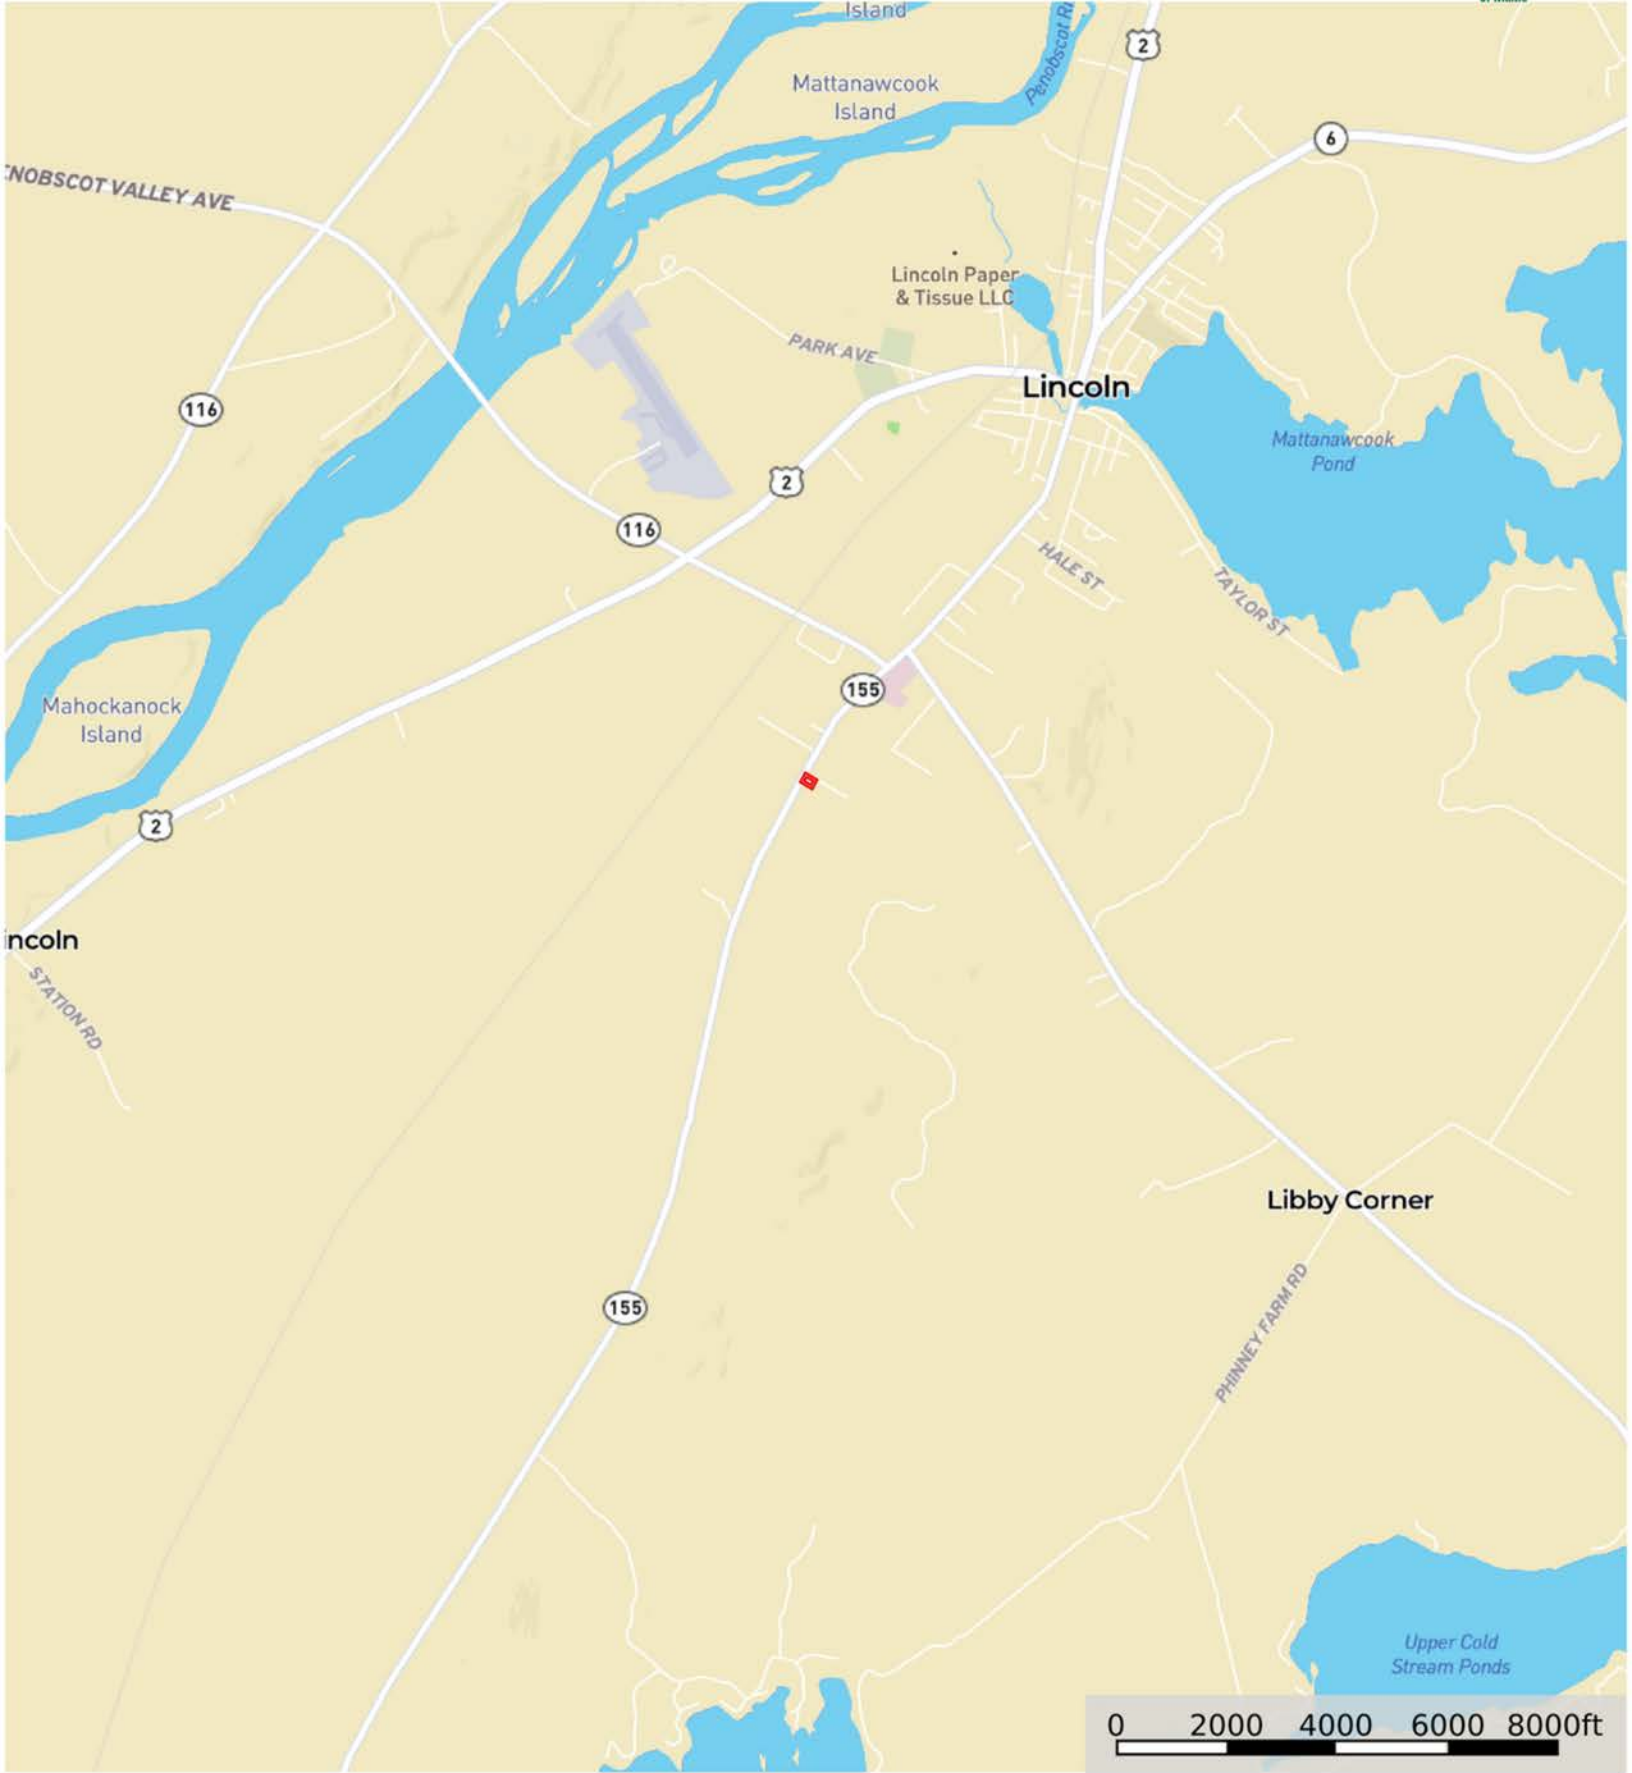 Island
Penobscot Ri
2
Mattanawcook
Island
6
ENOBSCOT VALLEY AVE
Lincoln Paper
& Tissue LLC
PARK AVE
Lincoln
116
Mattanawcook
Pond
2
116
HALE ST
TAYLOR ST
155
Mahockanock
Island
2
incoln
STATION RD
Libby Corner
PHINNEY FARM RD
155
Upper Cold
Stream Ponds
0 2000 4000 6000 8000ft